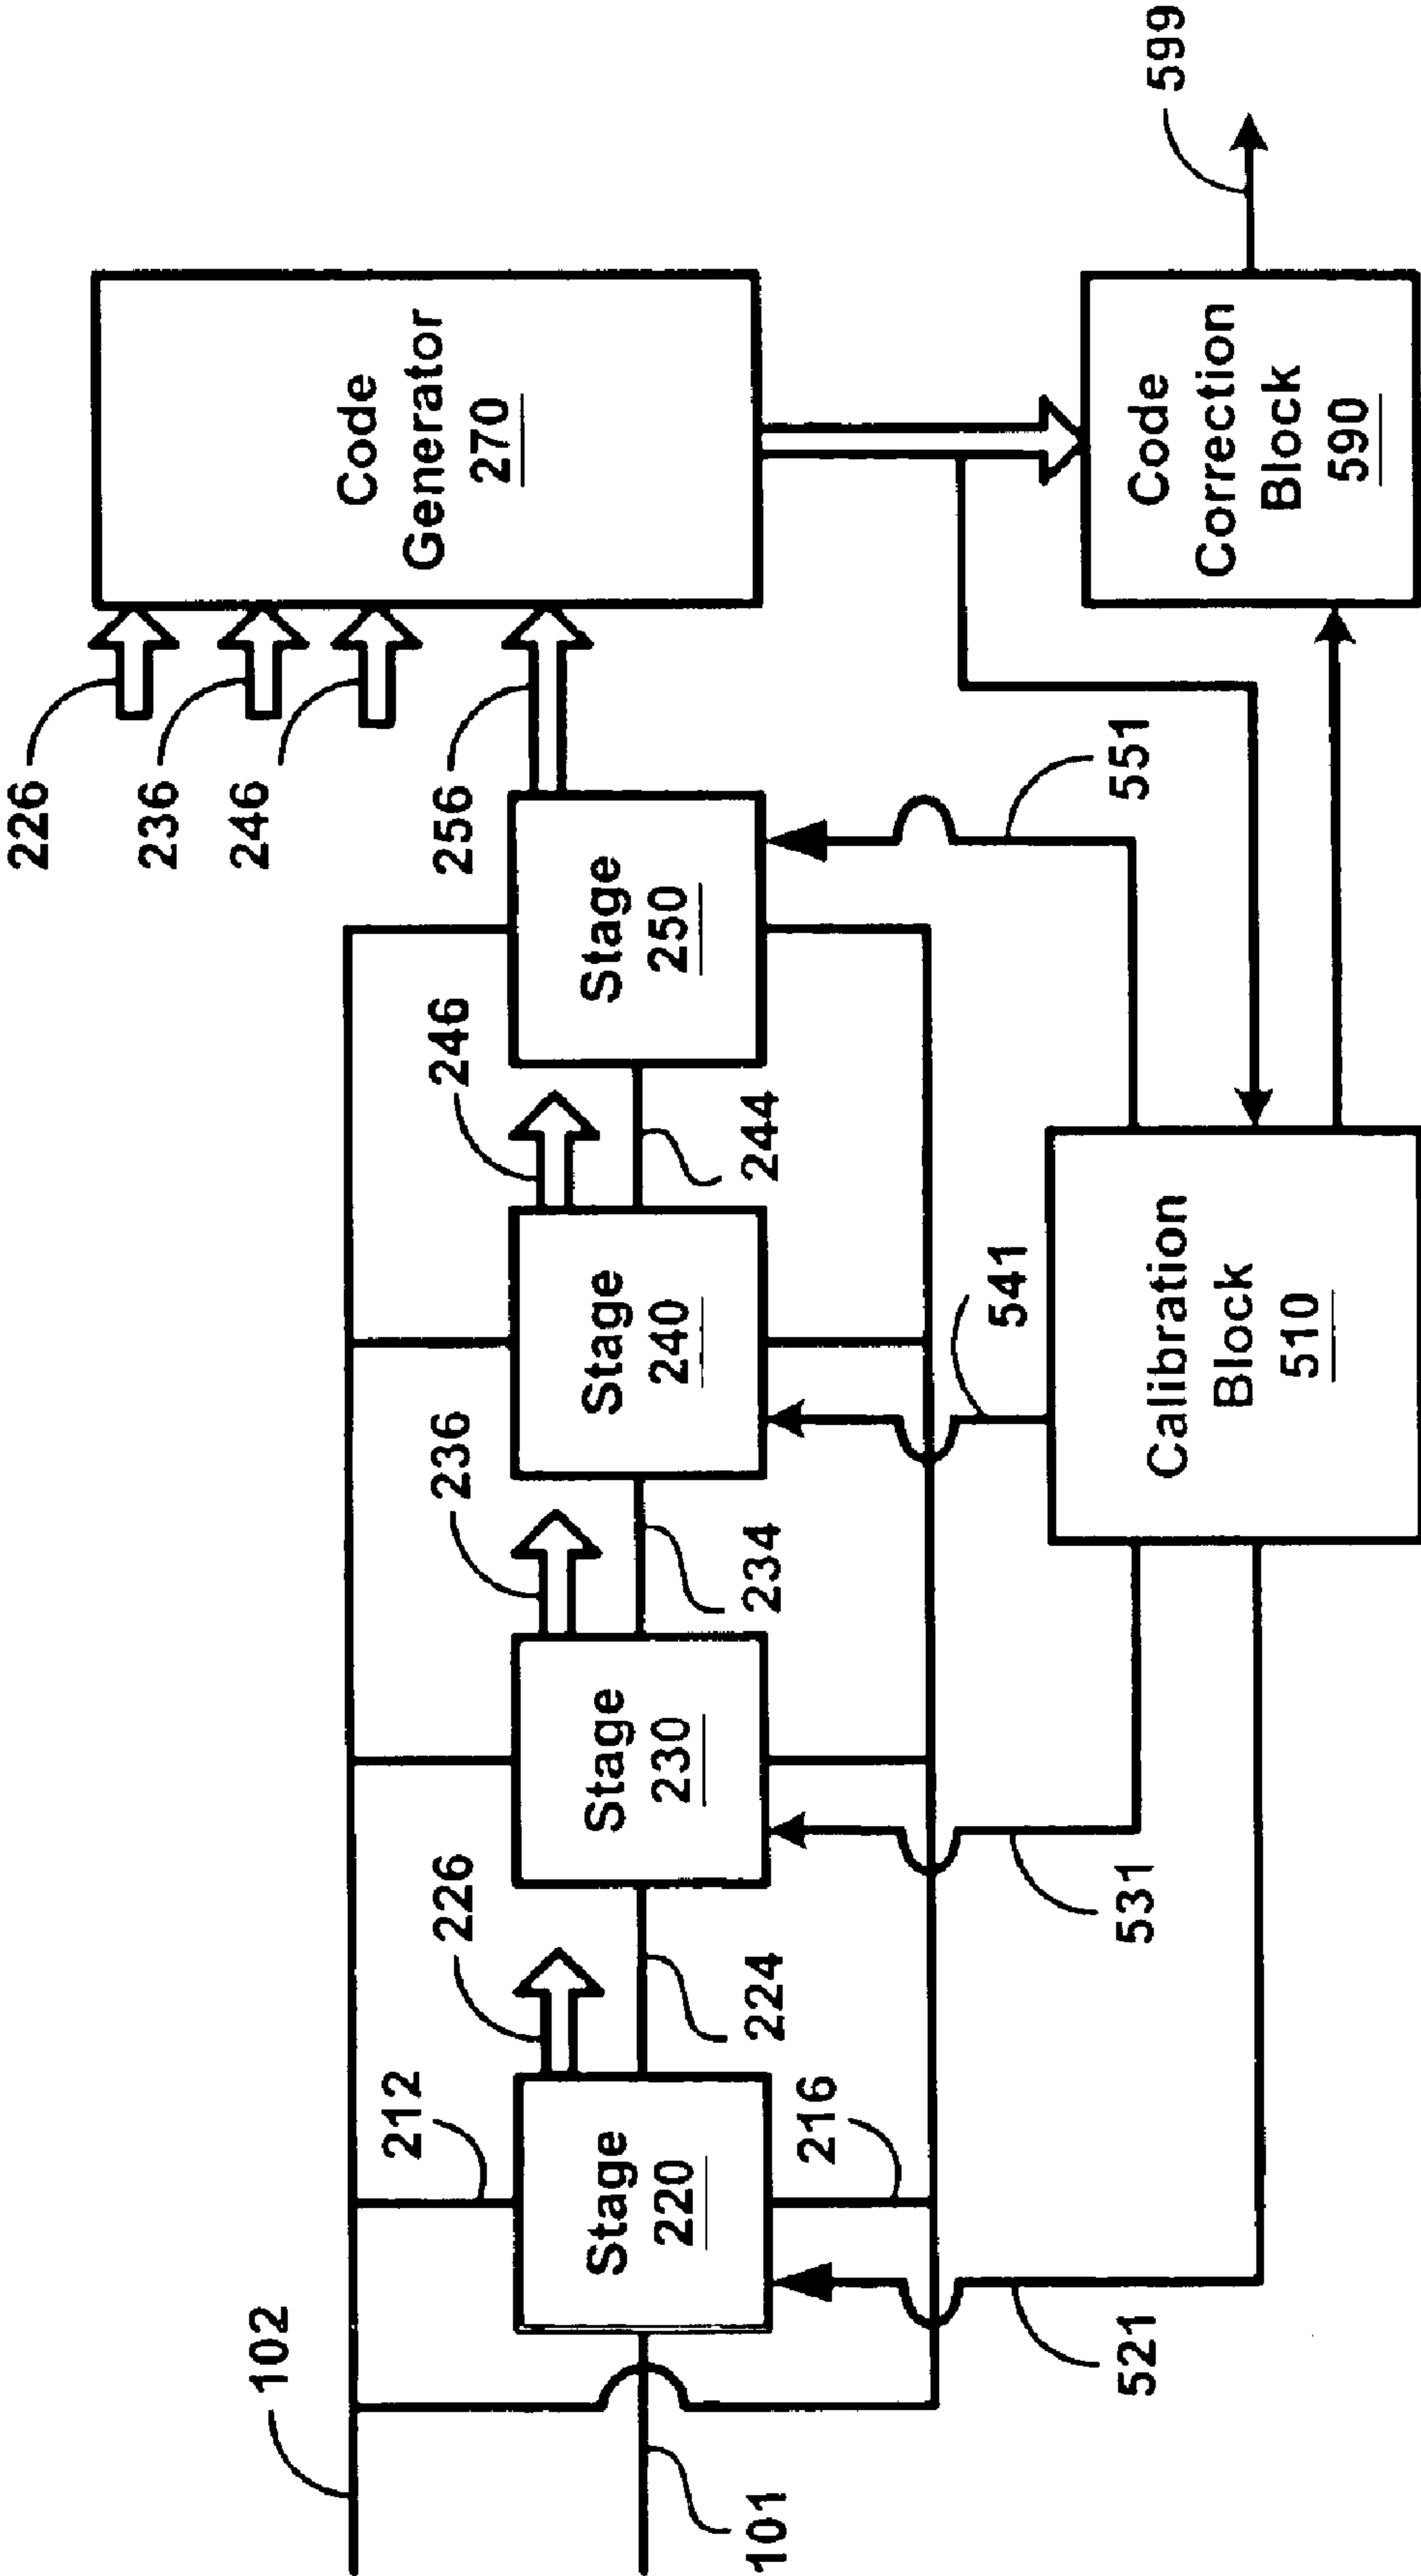 226
236
246
Code
Generator
270
256
102
212
226
236
246
Stage
220
Stage
230
Stage
240
Stage
250
101
216
224
234
244
521
531
541
551
Calibration
Block
510
Code
Correction
Block
590
599